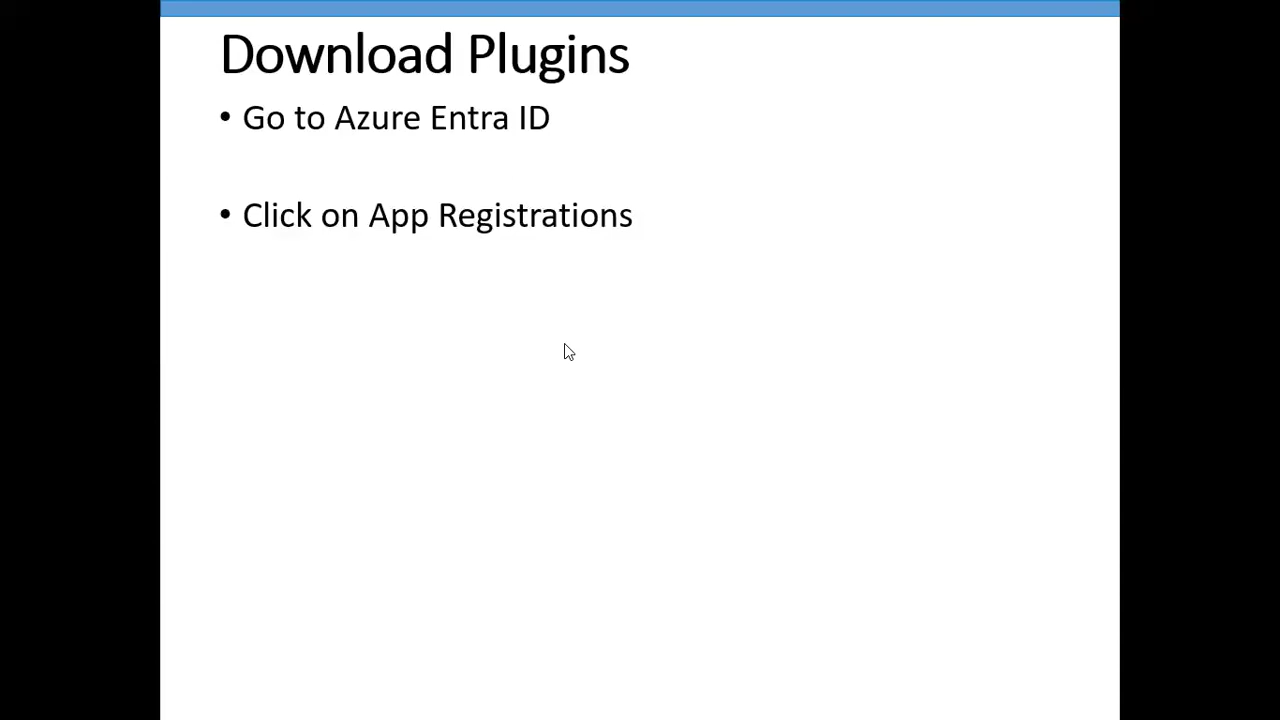 Download Plugins
• Go to Azure Entra ID
• Click on App Registrations